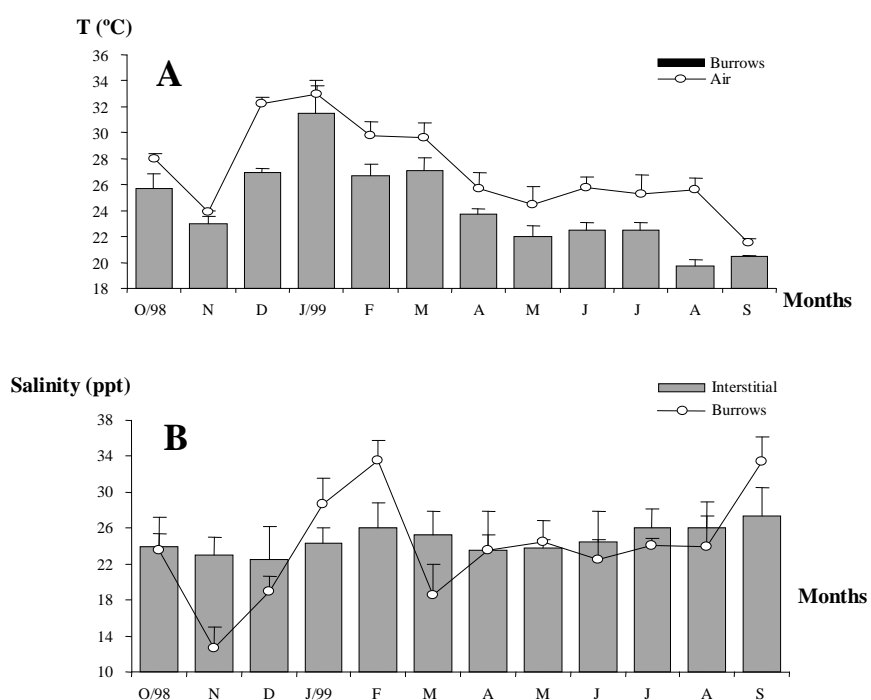 T (ºC)
A
Burrows
Air
36
34
32
30
28
26
24
22
20
18
O/98 N D J/99 F M A M J J A S
Months
Salinity (ppt)
B
Interstitial
Burrows
38
34
30
26
22
18
14
10
O/98 N D J/99 F M A M J J A S
Months